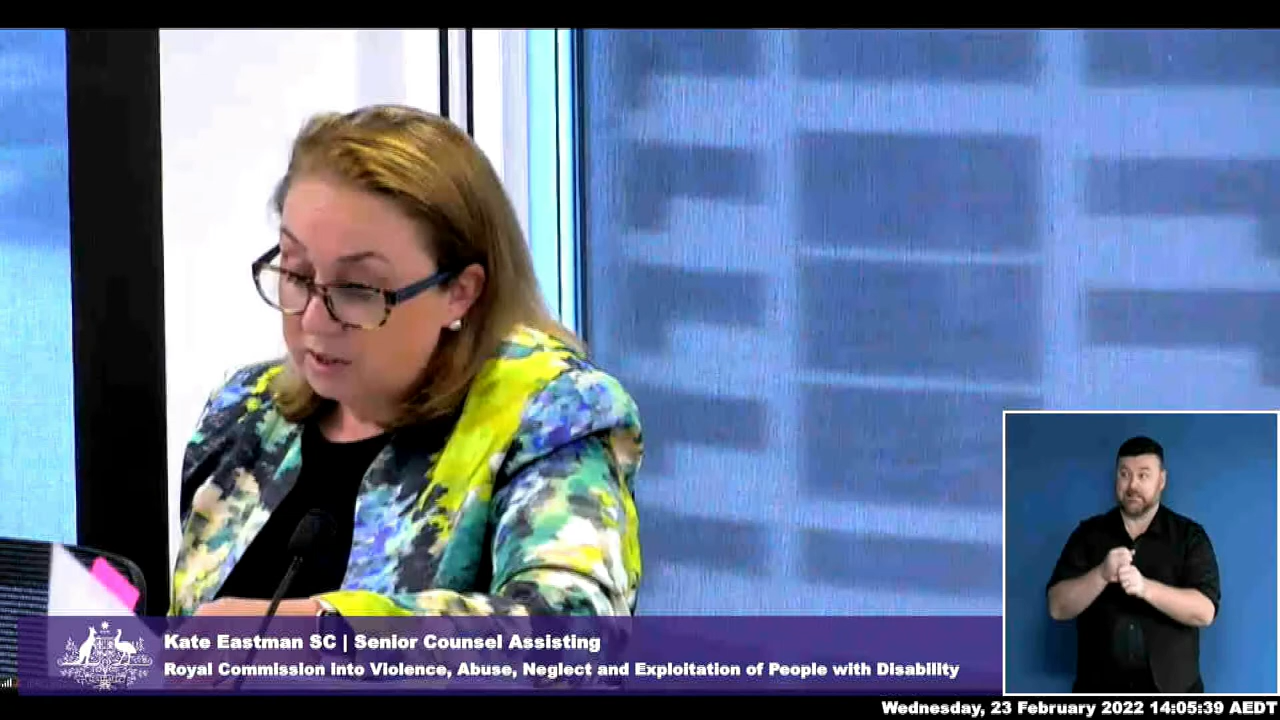 Kate Eastman SC | Senior Counsel Assisting
Royal Commission into Violence, Abuse, Neglect and Exploitation of People with Disability
Wednesday, 23 February 2022 14:05:39 AEDT